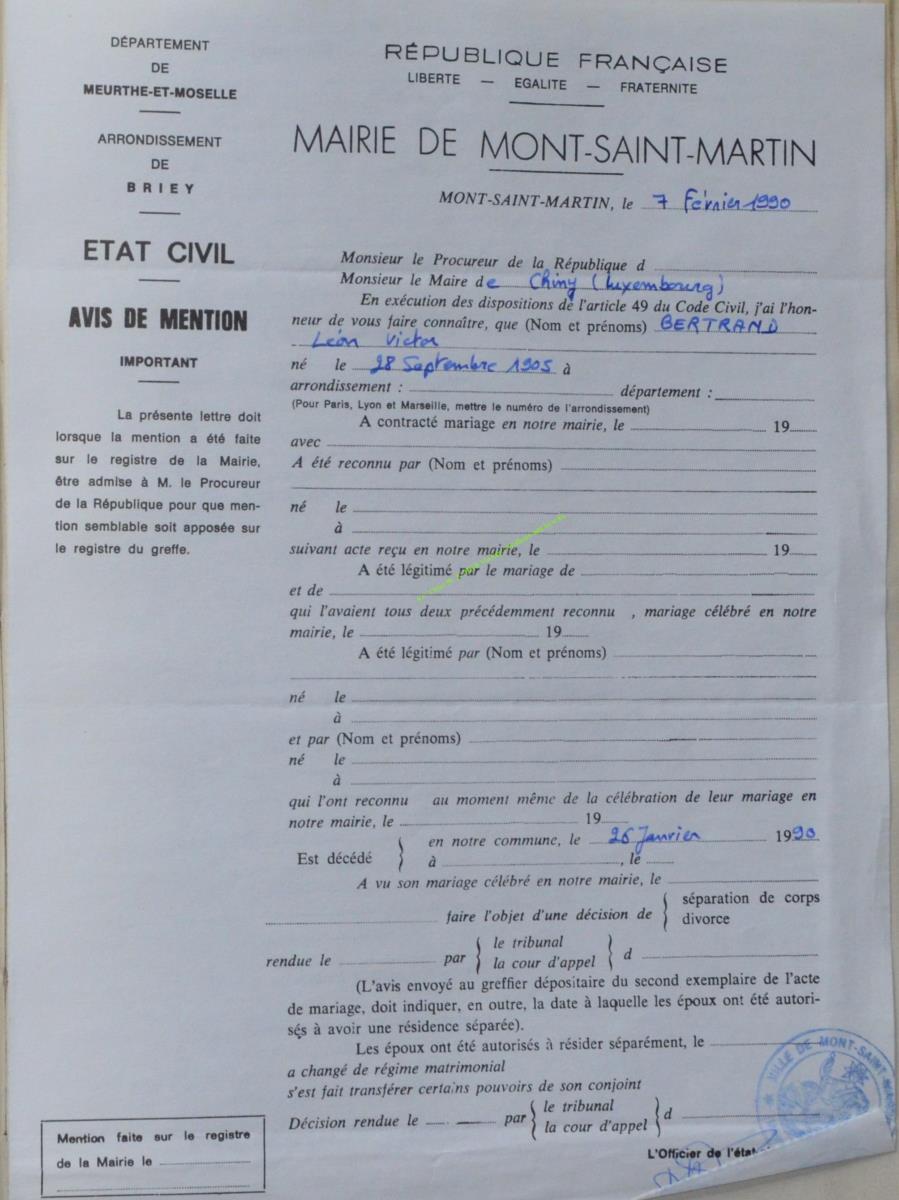 DÉPARTEMENT
DE
MEURTHE-ET-MOSELLE
ARRONDISSEMENT
DE
BRIEY
ETAT CIVIL
AVIS DE MENTION
IMPORTANT
La présente lettre doit
lorsque la mention a été faite
sur le registre de la Mairie,
être admise à M. le Procureur
de la République pour que men-
tion semblable soit apposée sur
le registre du greffe.
RÉPUBLIQUE FRANÇAISE
LIBERTE — EGALITE — FRATERNITE
MAIRIE DE MONT-SAINT-MARTIN
MONT-SAINT-MARTIN, le 7 Février 1990
Monsieur le Procureur de la République d
Monsieur le Maire de Chiny (Luxembourg)
En exécution des dispositions de l'article 49 du Code Civil, j'ai l'hon-
neur de vous faire connaître, que (Nom et prénoms) BERTRAND
Léon Victor
né le 28 Septembre 1905 à
arrondissement : département :
(Pour Paris, Lyon et Marseille, mettre le numéro de l'arrondissement)
A contracté mariage en notre mairie, le 19
avec
A été reconnu par (Nom et prénoms)
né le
à
suivant acte reçu en notre mairie, le 19
A été légitimé par le mariage de
et de
qui l'avaient tous deux précédemment reconnu , mariage célébré en notre
mairie, le 19
A été légitimé par (Nom et prénoms)
né le
à
et par (Nom et prénoms)
né le
à
qui l'ont reconnu au moment même de la célébration de leur mariage en
notre mairie, le 19
Est décédé } en notre commune, le 26 Janvier 1990
à , le
A vu son mariage célébré en notre mairie, le
faire l'objet d'une décision de { séparation de corps
divorce
rendue le par { le tribunal } d
la cour d'appel
(L'avis envoyé au greffier dépositaire du second exemplaire de l'acte
de mariage, doit indiquer, en outre, la date à laquelle les époux ont été autori-
sés à avoir une résidence séparée).
Les époux ont été autorisés à résider séparément, le
a changé de régime matrimonial
s'est fait transférer certains pouvoirs de son conjoint
Décision rendue le par { le tribunal } d
la cour d'appel
L'Officier de l'état
VILLE DE MONT-SAINT-
Mention faite sur le registre
de la Mairie le